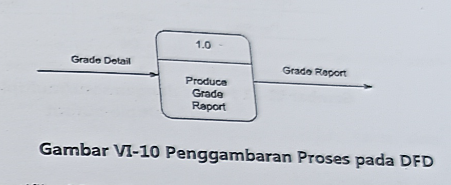 1.0
Grade Detail
Grade Report
Produce
Grade
Report
Gambar VI-10 Penggambaran Proses pada DFD